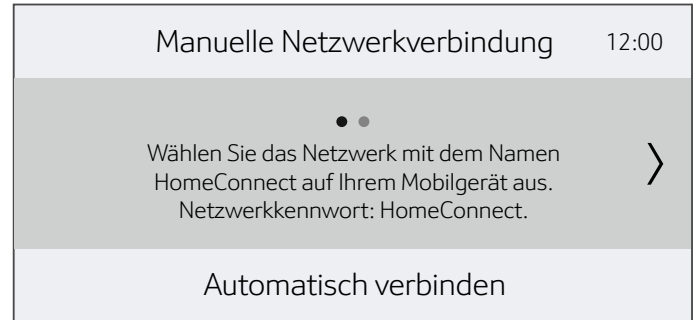 Manuelle Netzwerkverbindung 12:00
Wählen Sie das Netzwerk mit dem Namen
HomeConnect auf Ihrem Mobilgerät aus.
Netzwerkkennwort: HomeConnect.
Automatisch verbinden